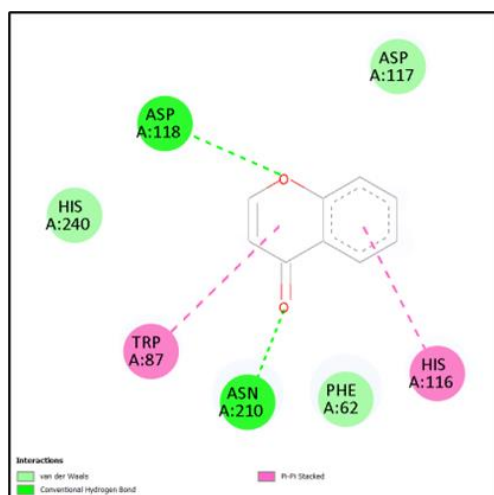 ASP
A:117
ASP
A:118
O
HIS
A:240
O
TRP
A:87
HIS
A:116
ASN
A:210
PHE
A:62
Interactions
van der Waals
Conventional Hydrogen Bond
Pi-Pi Stacked